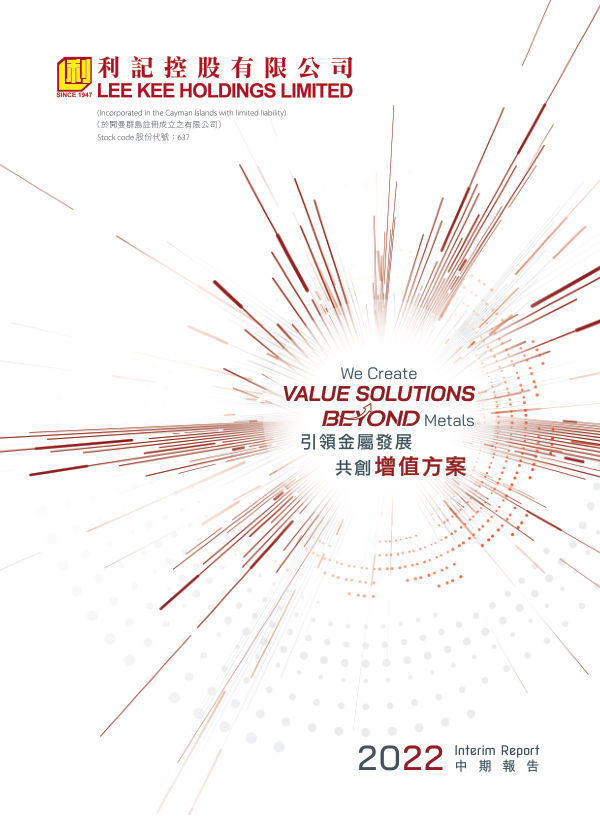 利
SINCE 1947
利記控股有限公司
LEE KEE HOLDINGS LIMITED
(Incorporated in the Cayman Islands with limited liability)
(於開曼群島註冊成立之有限公司)
Stock code 股份代號：637
We Create
VALUE SOLUTIONS
BEYOND Metals
引領金屬發展
共創增值方案
2022 Interim Report
中期報告